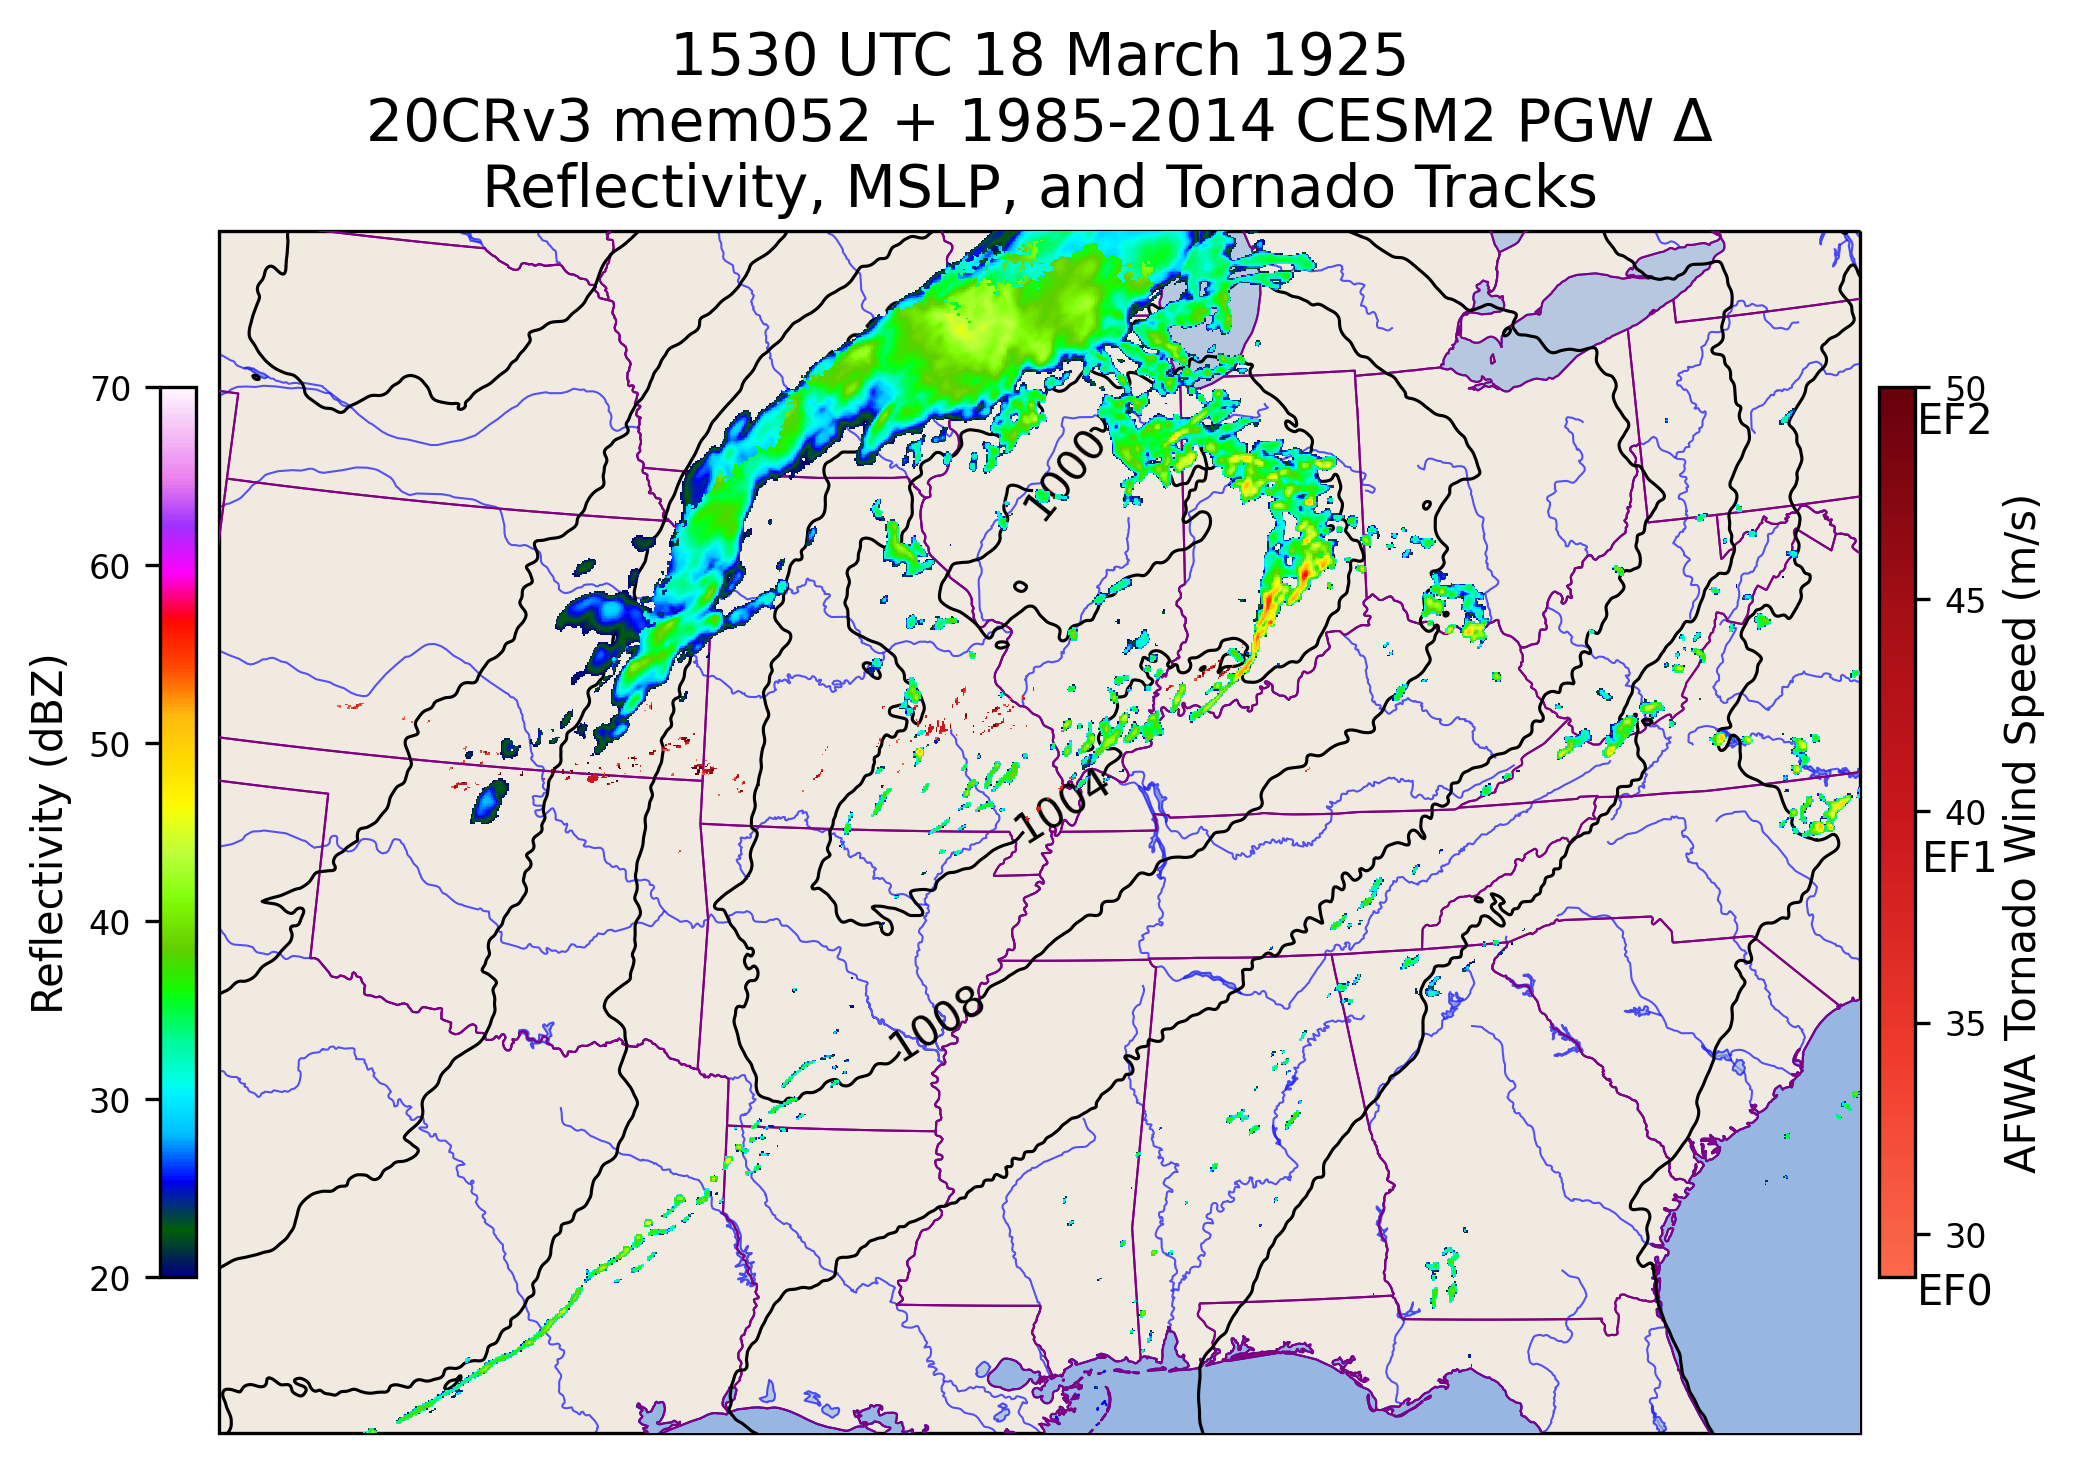 1530 UTC 18 March 1925
20CRv3 mem052 + 1985-2014 CESM2 PGW Δ
Reflectivity, MSLP, and Tornado Tracks
70
60
50
40
30
20
Reflectivity (dBZ)
1000
1004
1008
50
EF2
45
40
EF1
35
30
EF0
AFWA Tornado Wind Speed (m/s)